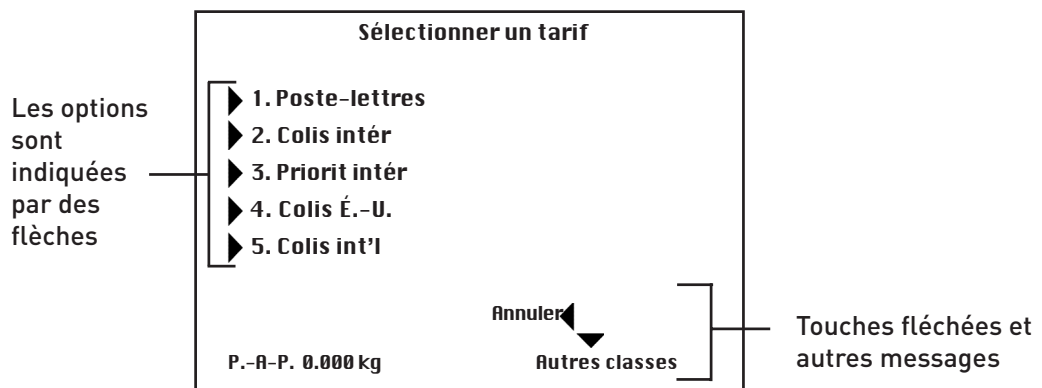 Sélectionner un tarif
Les options
sont
indiquées
par des
flèches
1. Poste-lettres
2. Colis intér
3. Priorit intér
4. Colis É.-U.
5. Colis int'l
Annuler
P.-A-P. 0.000 kg
Autres classes
Touches fléchées et
autres messages